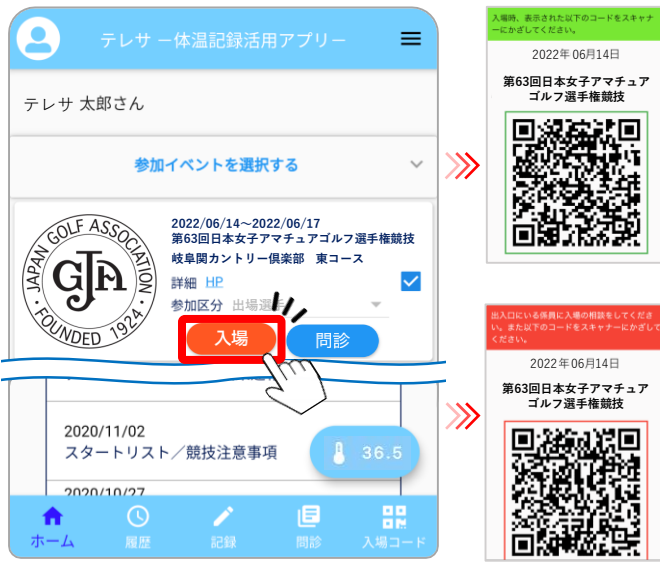 テレサ ー体温記録活用アプリー
テレサ 太郎さん
参加イベントを選択する
JAPAN GOLF ASSOCIATION
GJA
・FOUNDED 1924・
2022/06/14〜2022/06/17
第63回日本女子アマチュアゴルフ選手権競技
岐阜関カントリー倶楽部 東コース
詳細 HP
参加区分 出場選
入場
問診
2020/11/02
スタートリスト／競技注意事項
36.5
2020/10/27
ホーム
履歴
記録
問診
入場コード
入場時、表示された以下のコードをスキャナ
ーにかざしてください。
2022年06月14日
第63回日本女子アマチュア
ゴルフ選手権競技
出入口にいる係員に入場の相談をしてくださ
い。また以下のコードをスキャナーにかざして
ください。
2022年06月14日
第63回日本女子アマチュア
ゴルフ選手権競技